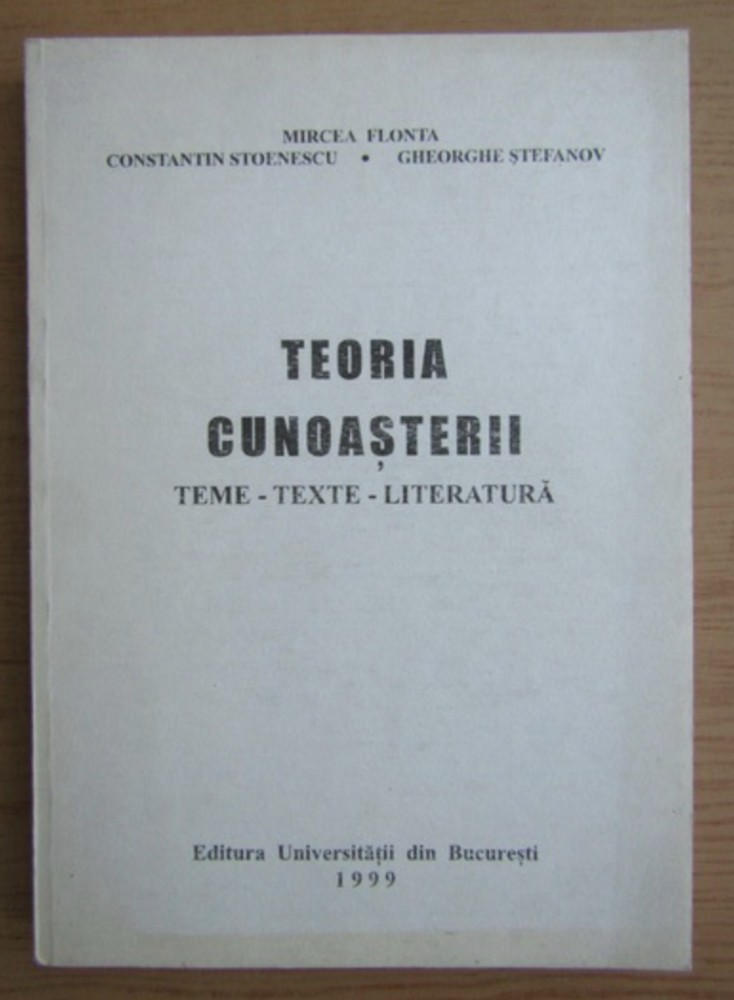 MIRCEA FLONTA
CONSTANTIN STOENESCU • GHEORGHE ȘTEFANOV
TEORIA
CUNOAȘTERII
TEME - TEXTE - LITERATURĂ
Editura Universității din București
1999